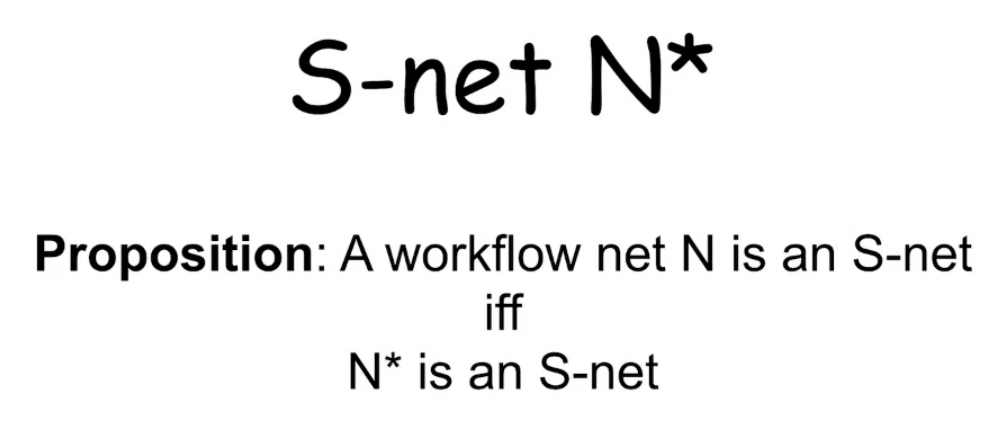 S-net N*
Proposition: A workflow net N is an S-net
iff
N* is an S-net